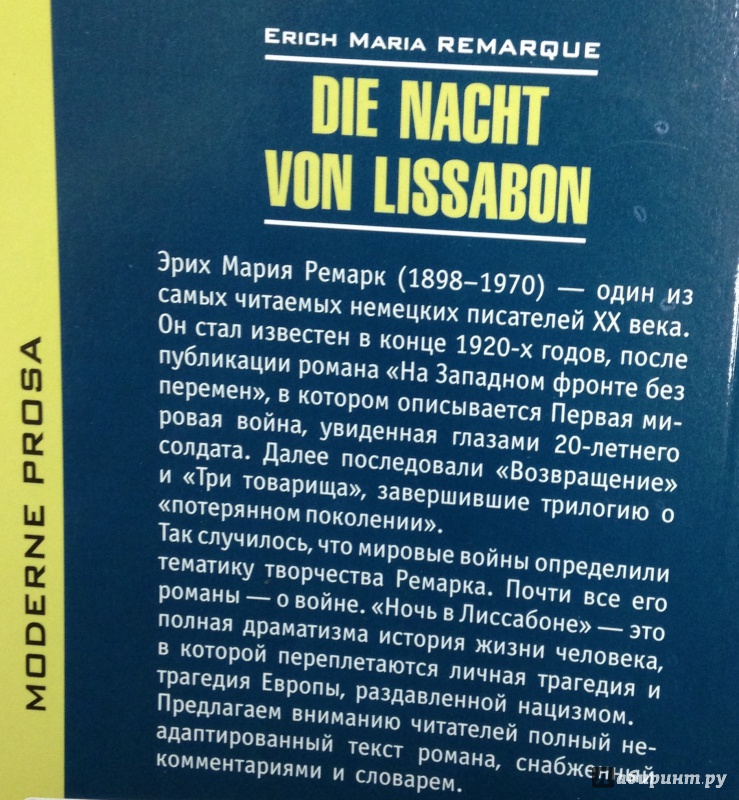 ERICH MARIA REMARQUE
DIE NACHT
VON LISSABON
Эрих Мария Ремарк (1898–1970) — один из
самых читаемых немецких писателей XX века.
Он стал известен в конце 1920-х годов, после
публикации романа «На Западном фронте без
перемен», в котором описывается Первая ми-
ровая война, увиденная глазами 20-летнего
солдата. Далее последовали «Возвращение»
и «Три товарища», завершившие трилогию о
«потерянном поколении».
Так случилось, что мировые войны определили
тематику творчества Ремарка. Почти все его
романы — о войне. «Ночь в Лиссабоне» — это
полная драматизма история жизни человека,
в которой переплетаются личная трагедия и
трагедия Европы, раздавленной нацизмом.
Предлагаем вниманию читателей полный не-
адаптированный текст романа, снабженный
комментариями и словарем.
MODERNE PROSA
Лабиринт.ру